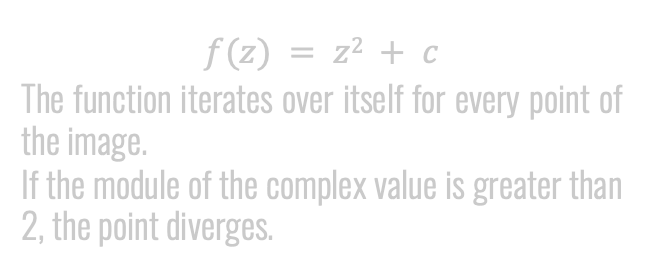 f(z) = z² + c
The function iterates over itself for every point of
the image.
If the module of the complex value is greater than
2, the point diverges.